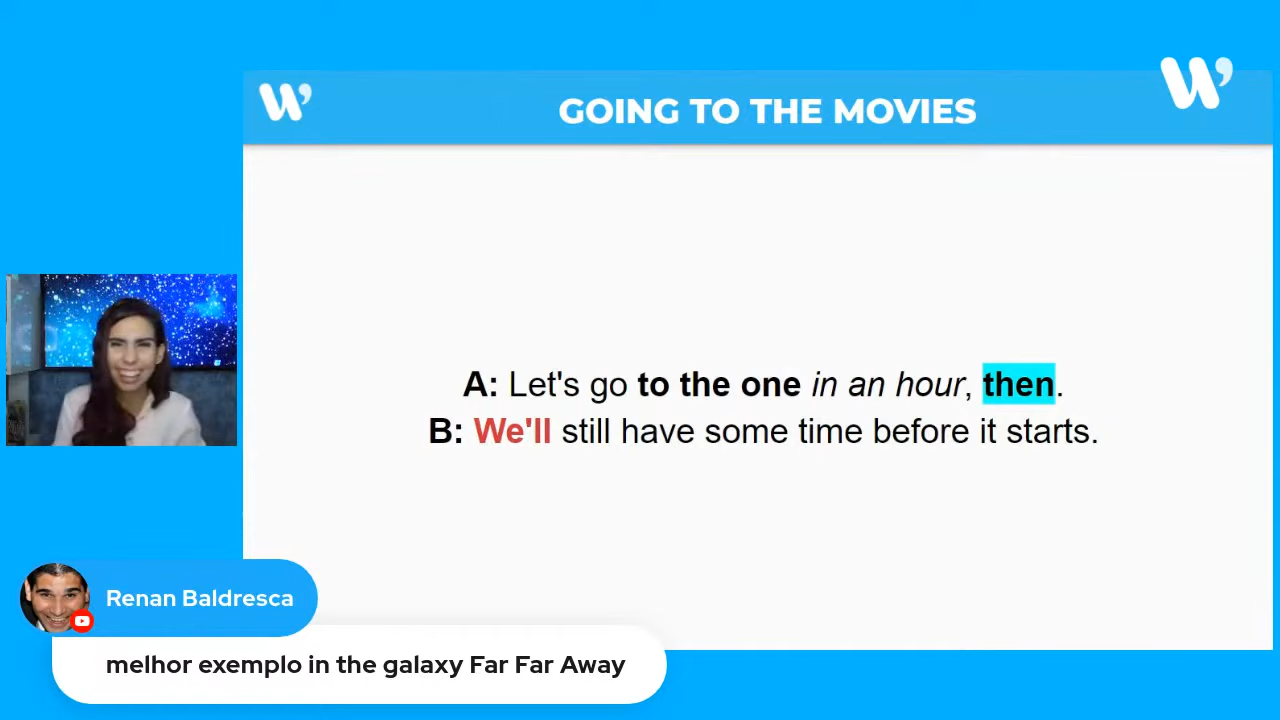 W'
W'
GOING TO THE MOVIES
A: Let's go to the one in an hour, then.
B: We'll still have some time before it starts.
Renan Baldresca
melhor exemplo in the galaxy Far Far Away